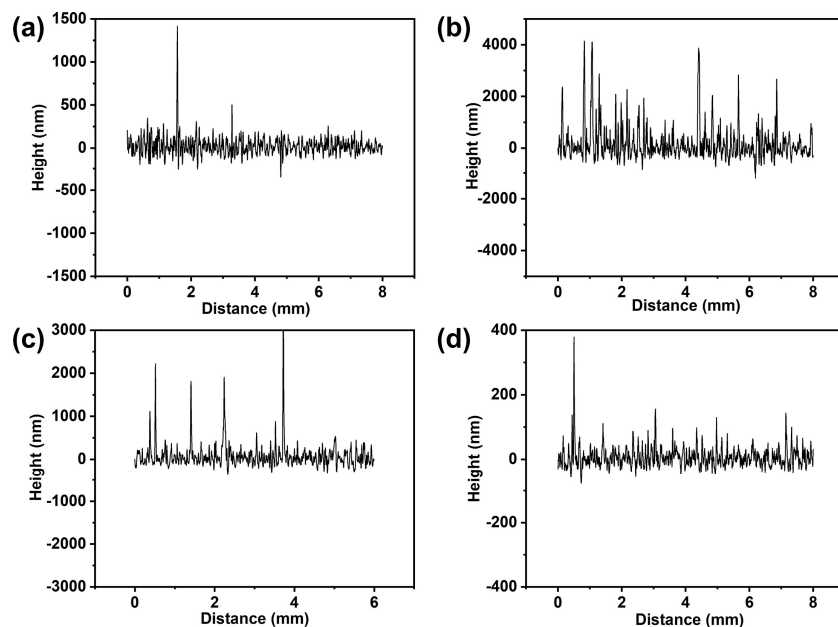 (a)
Height (nm)
1500
1000
500
0
-500
-1000
-1500
0 2 4 6 8
Distance (mm)
(b)
Height (nm)
4000
2000
0
-2000
-4000
0 2 4 6 8
Distance (mm)
(c)
Height (nm)
3000
2000
1000
0
-1000
-2000
-3000
0 2 4 6
Distance (mm)
(d)
Height (nm)
400
200
0
-200
-400
0 2 4 6 8
Distance (mm)